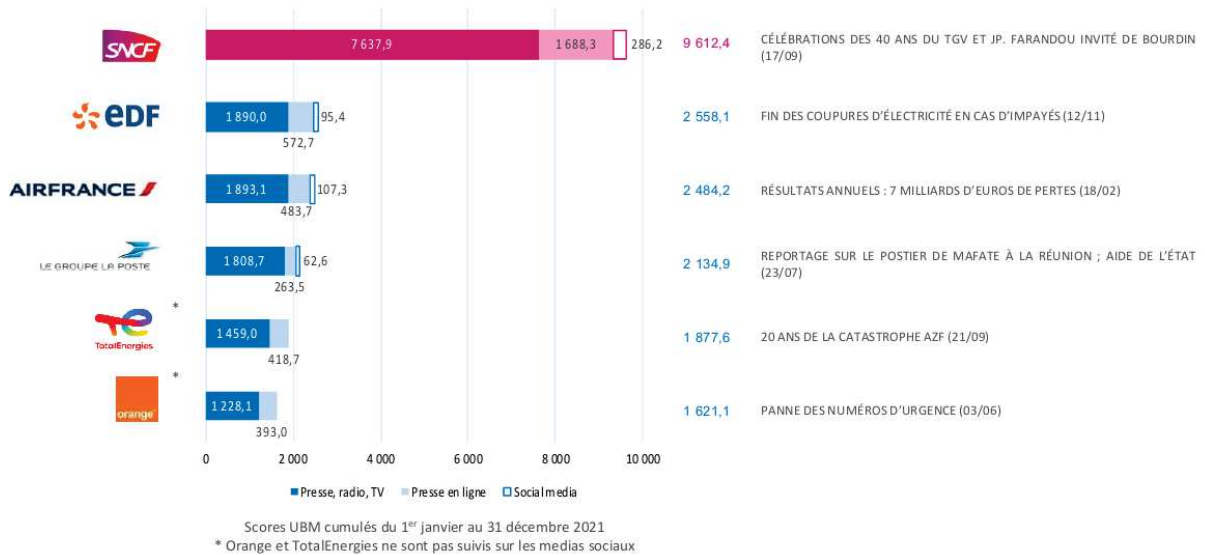 SNCF
7 637,9
1 688,3
286,2
9 612,4
CÉLÉBRATIONS DES 40 ANS DU TGV ET JP. FARANDOU INVITÉ DE BOURDIN
(17/09)
eDF
1 890,0
95,4
572,7
2 558,1
FIN DES COUPURES D'ÉLECTRICITÉ EN CAS D'IMPAYÉS (12/11)
AIRFRANCE
1 893,1
107,3
483,7
2 484,2
RÉSULTATS ANNUELS : 7 MILLIARDS D'EUROS DE PERTES (18/02)
LE GROUPE LA POSTE
1 808,7
62,6
263,5
2 134,9
REPORTAGE SUR LE POSTIER DE MAFATE À LA RÉUNION ; AIDE DE L'ÉTAT
(23/07)
*
TotalEnergies
1 459,0
418,7
1 877,6
20 ANS DE LA CATASTROPHE AZF (21/09)
*
orange
1 228,1
393,0
1 621,1
PANNE DES NUMÉROS D'URGENCE (03/06)
0 2 000 4 000 6 000 8 000 10 000
Presse, radio, TV Presse en ligne Social media
Scores UBM cumulés du 1er janvier au 31 décembre 2021
* Orange et TotalEnergies ne sont pas suivis sur les medias sociaux